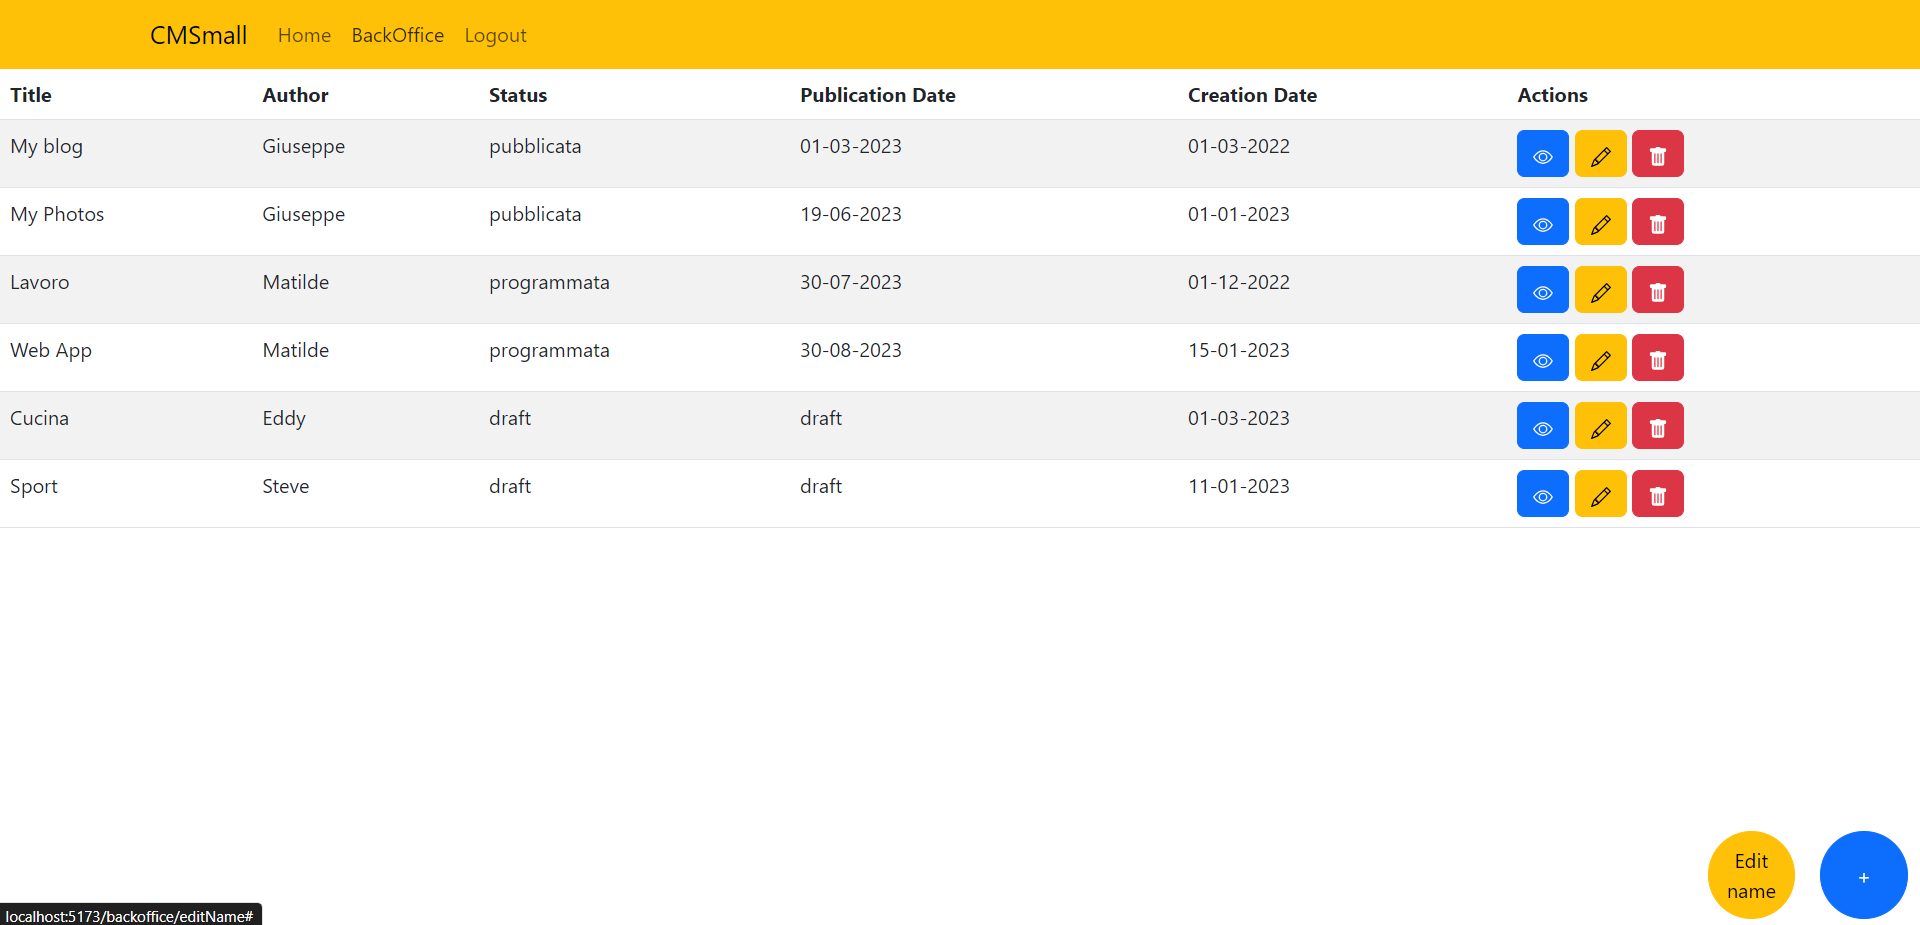 CMSmall Home BackOffice Logout
Title Author Status Publication Date Creation Date Actions
My blog Giuseppe pubblicata 01-03-2023 01-03-2022
My Photos Giuseppe pubblicata 19-06-2023 01-01-2023
Lavoro Matilde programmata 30-07-2023 01-12-2022
Web App Matilde programmata 30-08-2023 15-01-2023
Cucina Eddy draft draft 01-03-2023
Sport Steve draft draft 11-01-2023
Edit
name
+
localhost:5173/backoffice/editName#